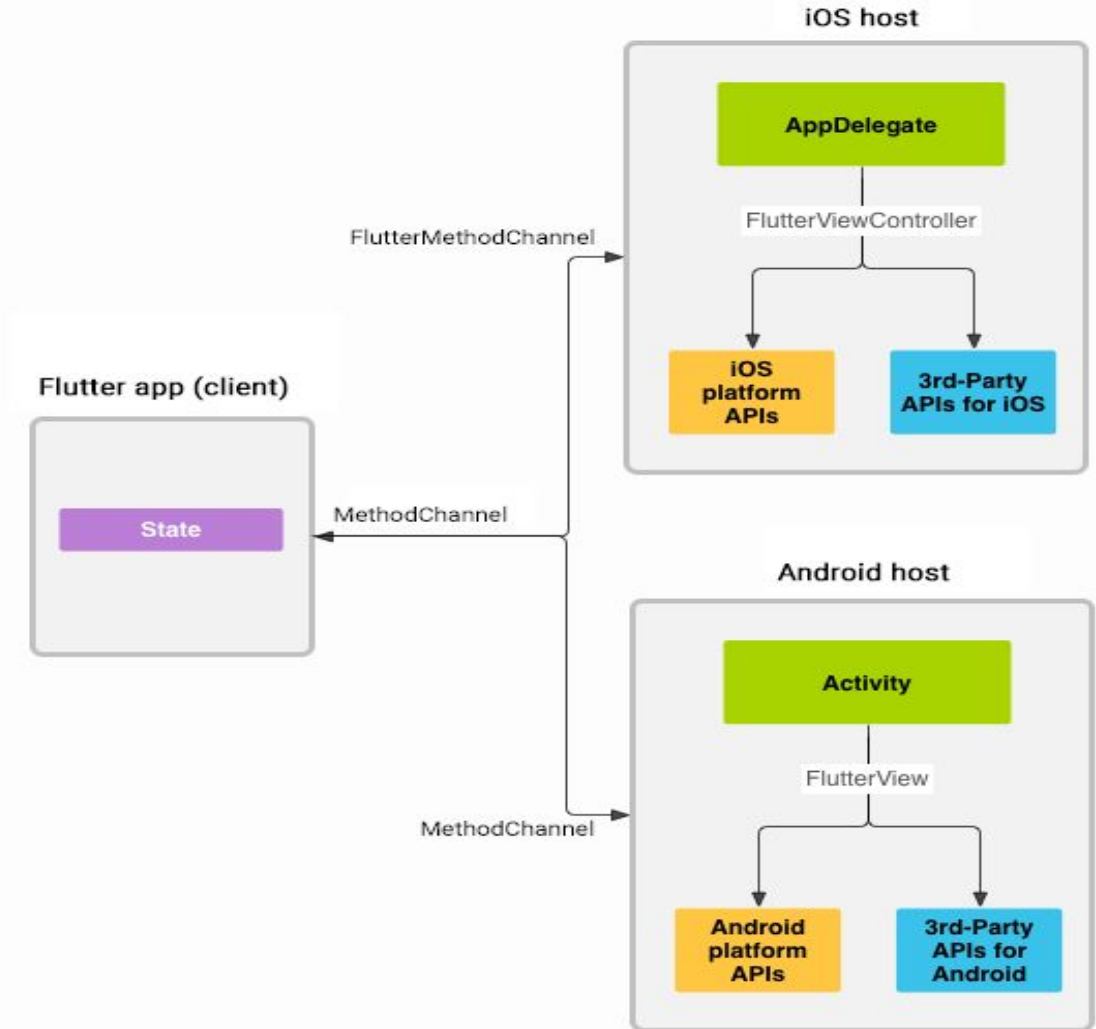 iOS host
AppDelegate
FlutterViewController
FlutterMethodChannel
iOS
platform
APIs
3rd-Party
APIs for iOS
Flutter app (client)
State
MethodChannel
Android host
Activity
FlutterView
MethodChannel
Android
platform
APIs
3rd-Party
APIs for
Android